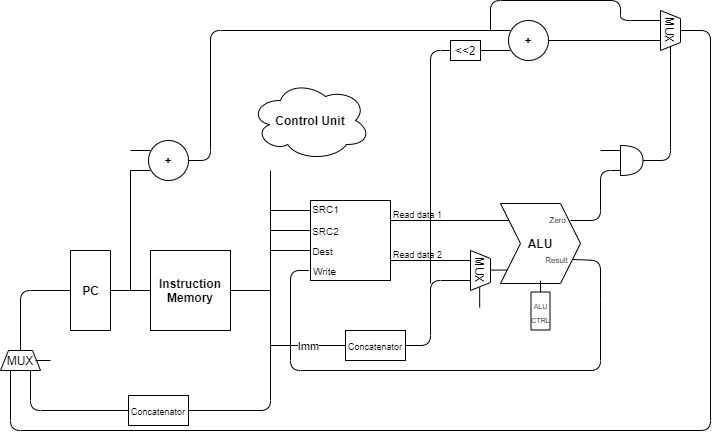 MUX
<<2
+
Control Unit
+
SRC1
SRC2
Dest
Write
Read data 1
Read data 2
MUX
ALU
Zero
Result
ALU
CTRL
PC
Instruction
Memory
Imm
Concatenator
MUX
Concatenator